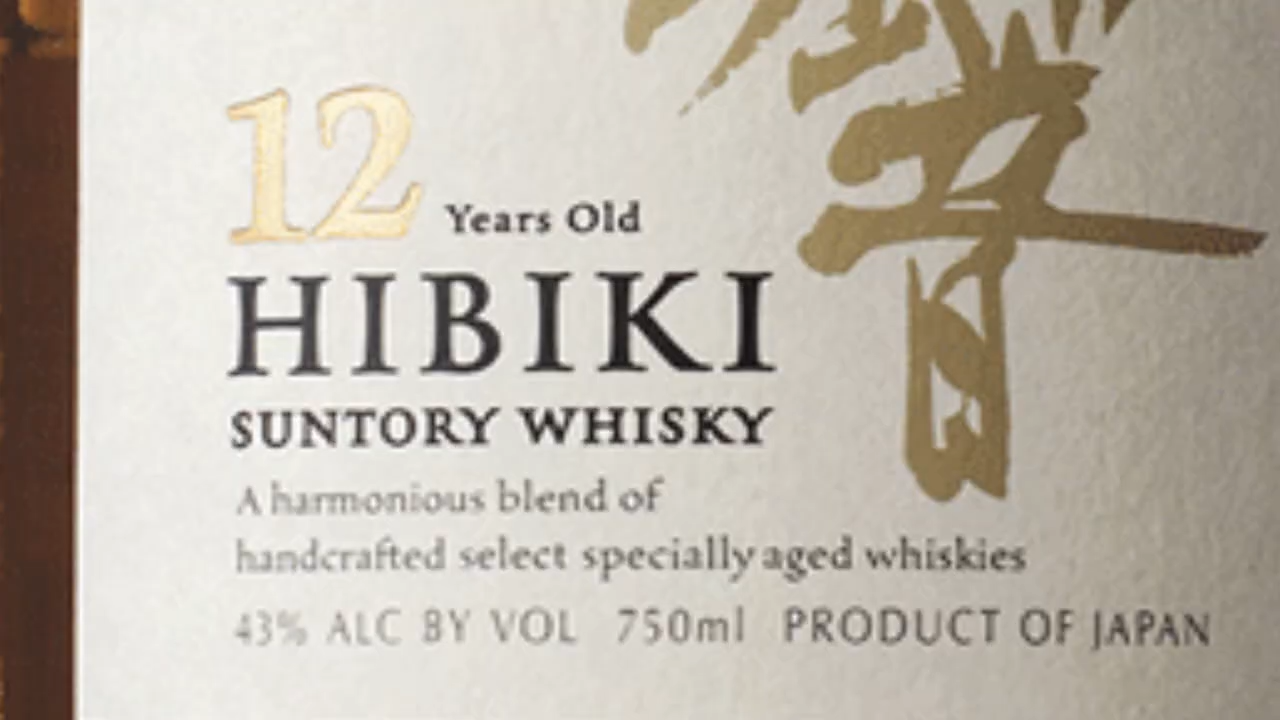 響
12 Years Old
HIBIKI
SUNTORY WHISKY
A harmonious blend of
handcrafted select specially aged whiskies
43% ALC BY VOL 750ml PRODUCT OF JAPAN